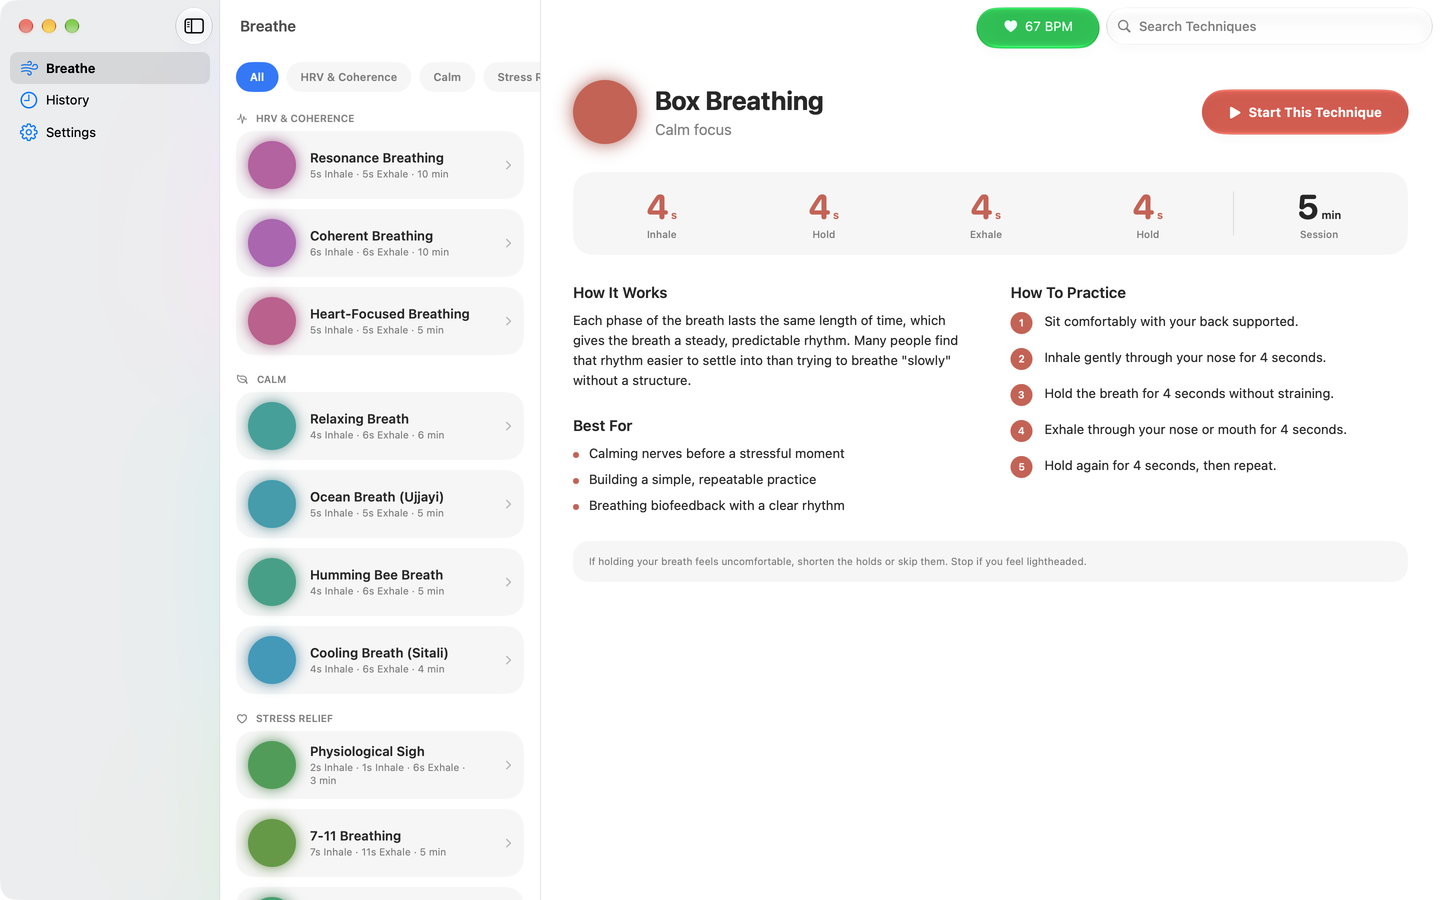 Breathe
History
Settings
Breathe
All
HRV & Coherence
Calm
Stress R
HRV & COHERENCE
Resonance Breathing
5s Inhale · 5s Exhale · 10 min
Coherent Breathing
6s Inhale · 6s Exhale · 10 min
Heart-Focused Breathing
5s Inhale · 5s Exhale · 5 min
CALM
Relaxing Breath
4s Inhale · 6s Exhale · 6 min
Ocean Breath (Ujjayi)
5s Inhale · 5s Exhale · 5 min
Humming Bee Breath
4s Inhale · 6s Exhale · 5 min
Cooling Breath (Sitali)
4s Inhale · 6s Exhale · 4 min
STRESS RELIEF
Physiological Sigh
2s Inhale · 1s Inhale · 6s Exhale ·
3 min
7-11 Breathing
7s Inhale · 11s Exhale · 5 min
67 BPM
Search Techniques
Box Breathing
Calm focus
Start This Technique
4 s
Inhale
4 s
Hold
4 s
Exhale
4 s
Hold
5 min
Session
How It Works
Each phase of the breath lasts the same length of time, which
gives the breath a steady, predictable rhythm. Many people find
that rhythm easier to settle into than trying to breathe "slowly"
without a structure.
Best For
Calming nerves before a stressful moment
Building a simple, repeatable practice
Breathing biofeedback with a clear rhythm
How To Practice
1 Sit comfortably with your back supported.
2 Inhale gently through your nose for 4 seconds.
3 Hold the breath for 4 seconds without straining.
4 Exhale through your nose or mouth for 4 seconds.
5 Hold again for 4 seconds, then repeat.
If holding your breath feels uncomfortable, shorten the holds or skip them. Stop if you feel lightheaded.